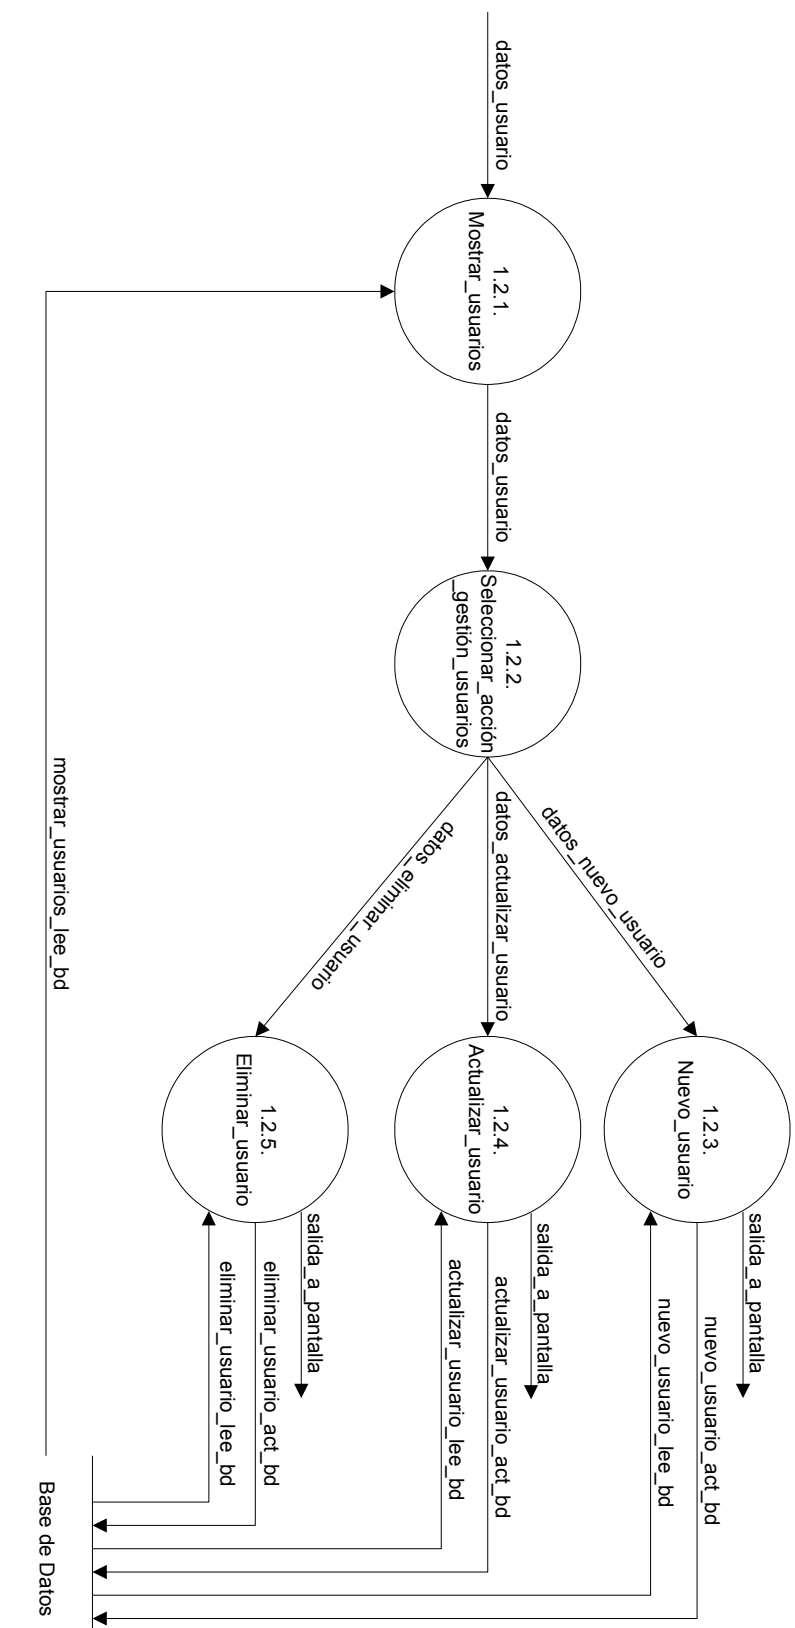 datos_usuario
1.2.1.
Mostrar_usuarios
datos_usuario
1.2.2.
Seleccionar_acción
_gestión_usuarios
datos_nuevo_usuario
datos_actualizar_usuario
datos_eliminar_usuario
1.2.3.
Nuevo_usuario
1.2.4.
Actualizar_usuario
1.2.5.
Eliminar_usuario
salida_a_pantalla
nuevo_usuario_act_bd
nuevo_usuario_lee_bd
salida_a_pantalla
actualizar_usuario_act_bd
actualizar_usuario_lee_bd
salida_a_pantalla
eliminar_usuario_act_bd
eliminar_usuario_lee_bd
mostrar_usuarios_lee_bd
Base de Datos